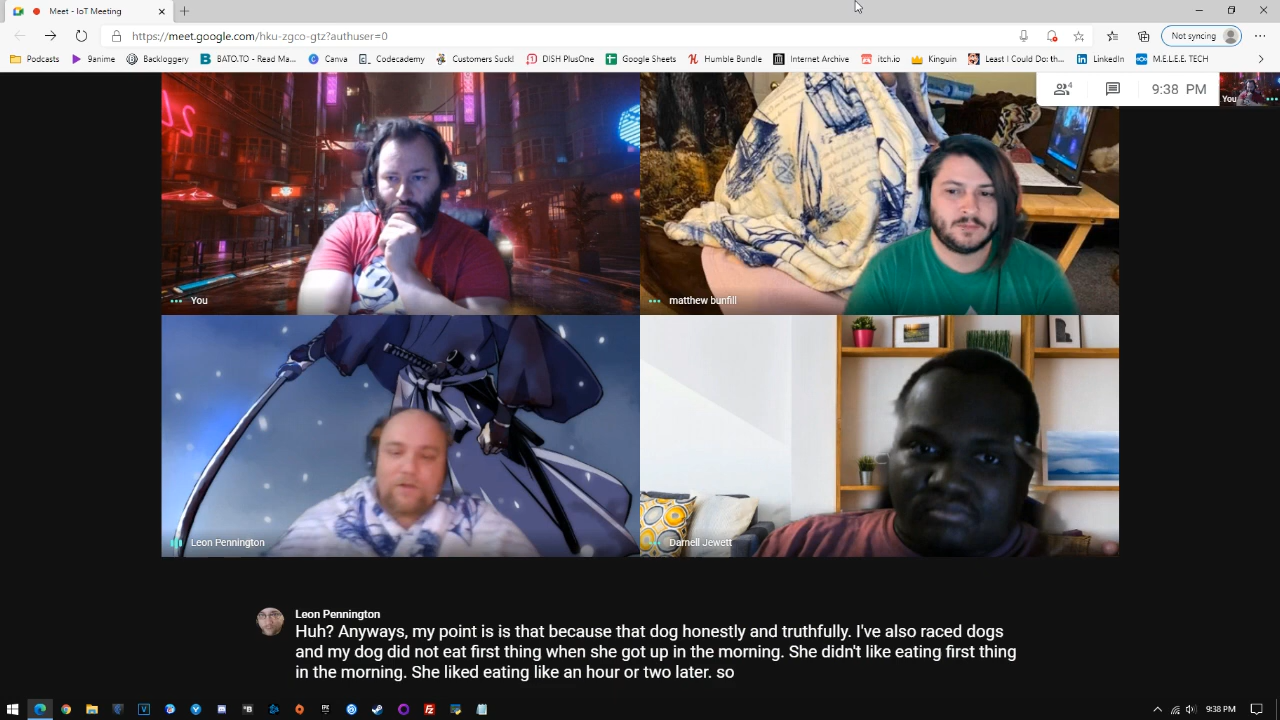 Meet - IoT Meeting
https://meet.google.com/hku-zgco-gtz?authuser=0
Not syncing
Podcasts
9anime
Backloggery
BATO.TO - Read Ma...
Canva
Codecademy
Customers Suck!
DISH PlusOne
Google Sheets
Humble Bundle
Internet Archive
itch.io
Kinguin
Least I Could Do: th...
LinkedIn
M.E.L.E.E. TECH
4
9:38 PM
You
You
matthew bunfill
Leon Pennington
Darnell Jewett
Leon Pennington
Huh? Anyways, my point is is that because that dog honestly and truthfully. I've also raced dogs
and my dog did not eat first thing when she got up in the morning. She didn't like eating first thing
in the morning. She liked eating like an hour or two later. so
9:38 PM